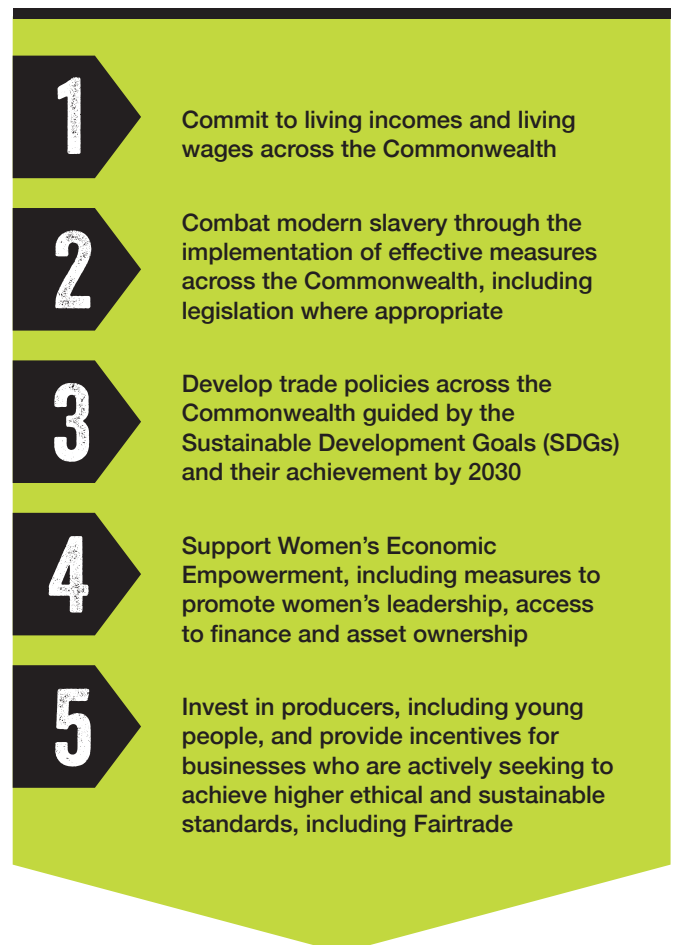 1
Commit to living incomes and living
wages across the Commonwealth
2
Combat modern slavery through the
implementation of effective measures
across the Commonwealth, including
legislation where appropriate
3
Develop trade policies across the
Commonwealth guided by the
Sustainable Development Goals (SDGs)
and their achievement by 2030
4
Support Women’s Economic
Empowerment, including measures to
promote women’s leadership, access
to finance and asset ownership
5
Invest in producers, including young
people, and provide incentives for
businesses who are actively seeking to
achieve higher ethical and sustainable
standards, including Fairtrade